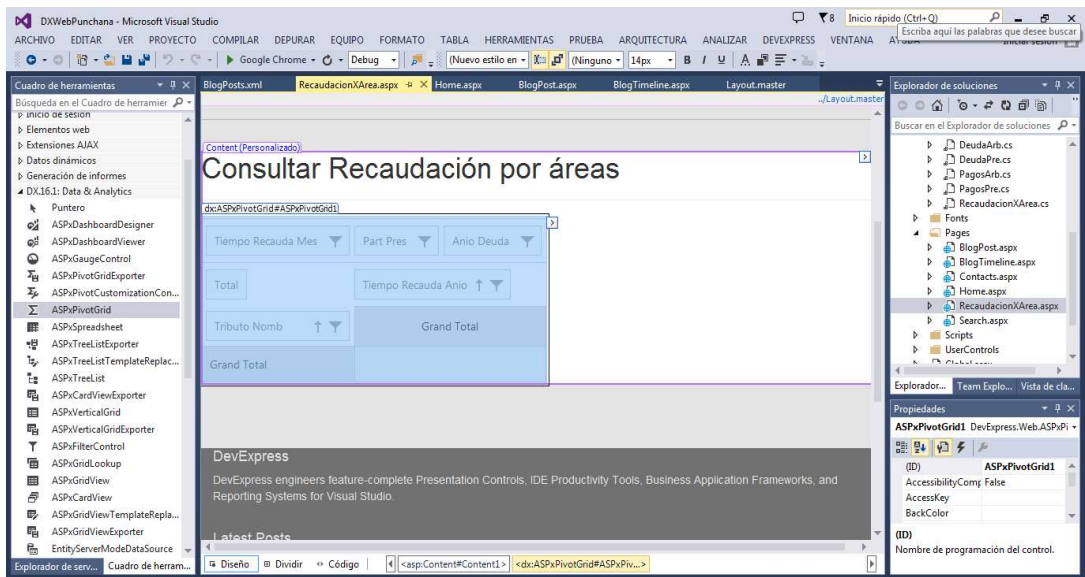 DXWebPunchana - Microsoft Visual Studio
8
Inicio rápido (Ctrl+Q)
Escriba aquí las palabras que desee buscar
ARCHIVO EDITAR VER PROYECTO COMPILAR DEPURAR EQUIPO FORMATO TABLA HERRAMIENTAS PRUEBA ARQUITECTURA ANALIZAR DEVEXPRESS VENTANA
Google Chrome Debug (Nuevo estilo en (Ninguno 14px B I U A
Cuadro de herramientas
Búsqueda en el Cuadro de herramier
Inicio de sesión
Elementos web
Extensiones AJAX
Datos dinámicos
Generación de informes
DX.16.1: Data & Analytics
Puntero
ASPxDashboardDesigner
ASPxDashboardViewer
ASPxGaugeControl
ASPxPivotGridExporter
ASPxPivotCustomizationCon...
ASPxPivotGrid
ASPxSpreadsheet
ASPxTreeListExporter
ASPxTreeListTemplateReplac...
ASPxTreeList
ASPxCardViewExporter
ASPxVerticalGrid
ASPxVerticalGridExporter
ASPxFilterControl
ASPxGridLookup
ASPxGridView
ASPxCardView
ASPxGridViewTemplateRepla...
ASPxGridViewExporter
EntityServerModeDataSource
Explorador de serv... Cuadro de herram...
BlogPosts.xml RecaudacionXArea.aspx Home.aspx BlogPost.aspx BlogTimeline.aspx Layout.master
../Layout.master
Content (Personalizado)
Consultar Recaudación por áreas
dx:ASPxPivotGrid#ASPxPivotGrid1
Tiempo Recauda Mes Part Pres Anio Deuda
Total Tiempo Recauda Anio
Tributo Nomb Grand Total
Grand Total
DevExpress
DevExpress engineers feature-complete Presentation Controls, IDE Productivity Tools, Business Application Frameworks, and
Reporting Systems for Visual Studio.
Latest Posts
Diseño Dividir Código <asp:Content#Content1> <dx:ASPxPivotGrid#ASPxPiv...>
Explorador de soluciones
Buscar en el Explorador de soluciones
DeudaArb.cs
DeudaPre.cs
PagosArb.cs
PagosPre.cs
RecaudacionXArea.cs
Fonts
Pages
BlogPost.aspx
BlogTimeline.aspx
Contacts.aspx
Home.aspx
RecaudacionXArea.aspx
Search.aspx
Scripts
UserControls
Explorador... Team Explo... Vista de cla...
Propiedades
ASPxPivotGrid1 DevExpress.Web.ASPxPi
(ID) ASPxPivotGrid1
AccessibilityComp False
AccessKey
BackColor
(ID)
Nombre de programación del control.